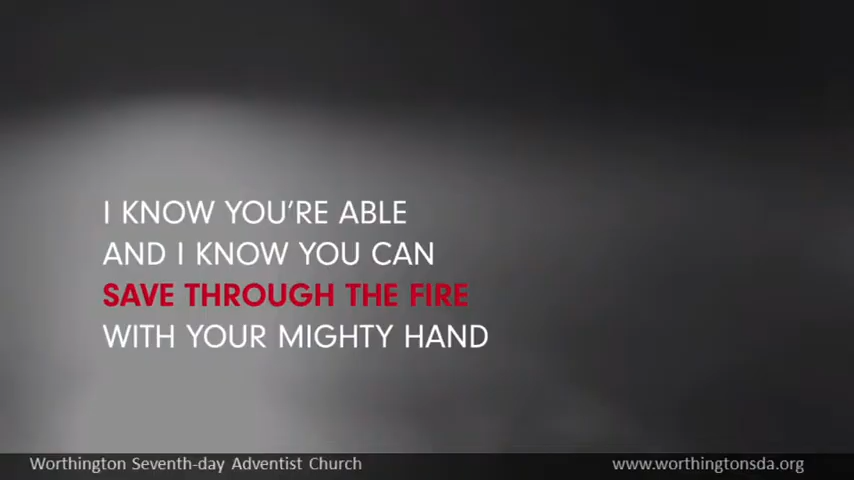 I KNOW YOU'RE ABLE
AND I KNOW YOU CAN
SAVE THROUGH THE FIRE
WITH YOUR MIGHTY HAND
Worthington Seventh-day Adventist Church
www.worthingtonsda.org